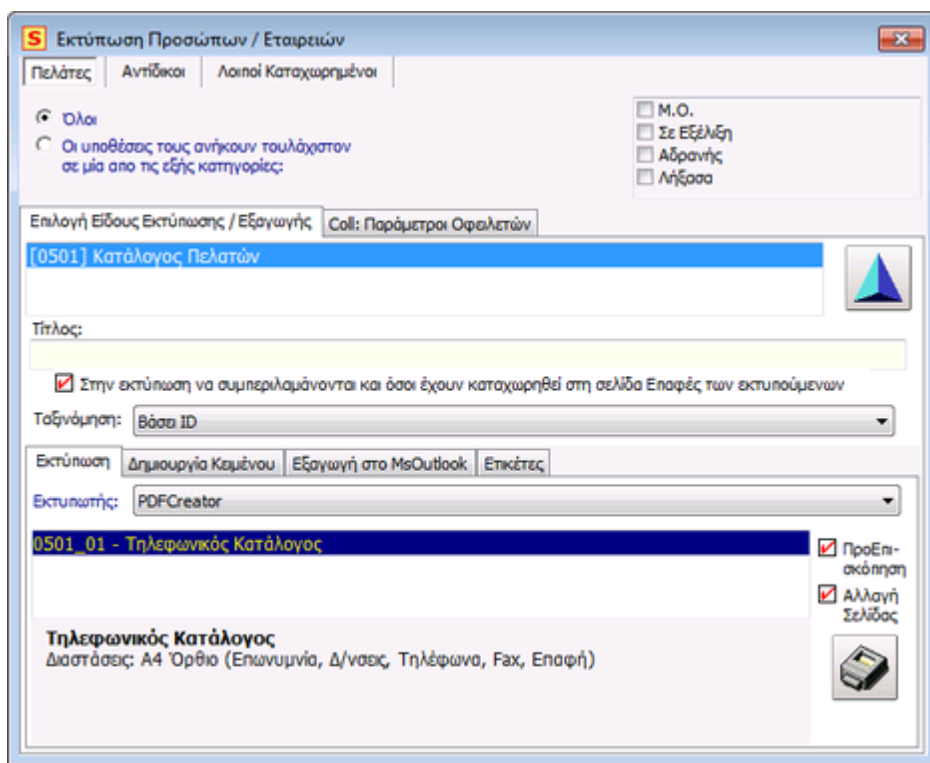 S Εκτύπωση Προσώπων / Εταιρειών
Πελάτες Αντίδικοι Λοιποί Καταχωρημένοι
Όλοι
Οι υποθέσεις τους ανήκουν τουλάχιστον
σε μία απο τις εξής κατηγορίες:
Μ.Ο.
Σε Εξέλιξη
Αδρανής
Λήξασα
Επιλογή Είδους Εκτύπωσης / Εξαγωγής Coll: Παράμετροι Οφειλετών
[0501] Κατάλογος Πελατών
Τίτλος:
Στην εκτύπωση να συμπεριλαμάνονται και όσοι έχουν καταχωρηθεί στη σελίδα Επαφές των εκτυπούμενων
Ταξινόμηση: Βάσει ID
Εκτύπωση Δημιουργία Κειμένου Εξαγωγή στο MsOutlook Ετικέτες
Εκτυπωτής: PDFCreator
0501_01 - Τηλεφωνικός Κατάλογος
ΠροΕπι-
σκόπηση
Αλλαγή
Σελίδας
Τηλεφωνικός Κατάλογος
Διαστάσεις: Α4 Όρθιο (Επωνυμία, Δ/νσεις, Τηλέφωνα, Fax, Επαφή)